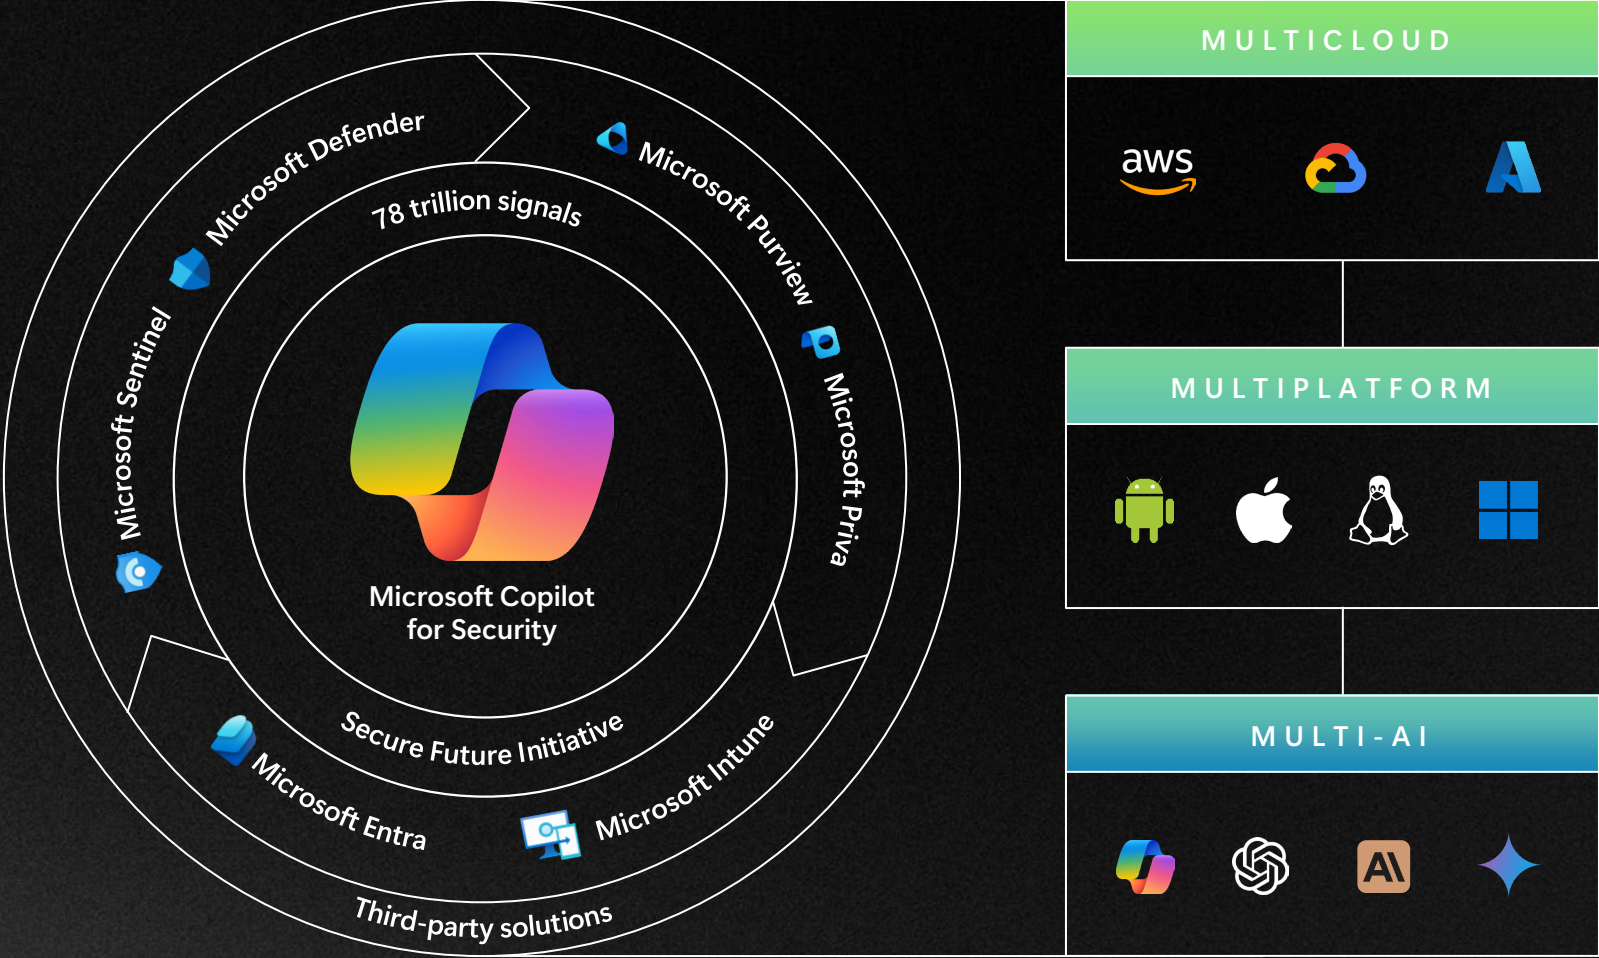 Microsoft Defender
Microsoft Purview
78 trillion signals
Microsoft Sentinel
Microsoft Priva
Microsoft Copilot
for Security
Secure Future Initiative
Microsoft Entra
Microsoft Intune
Third-party solutions
MULTICLOUD
aws
MULTIPLATFORM
MULTI-AI
A\